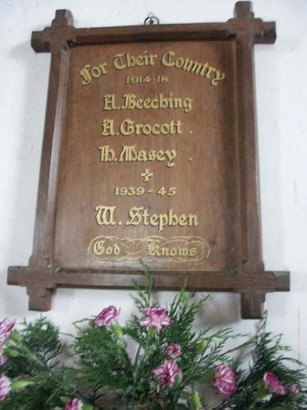 For Their Country
1914-18
A. Beeching
A. Grocott.
H. Masey.
1939-45
W. Stephen
God Knows